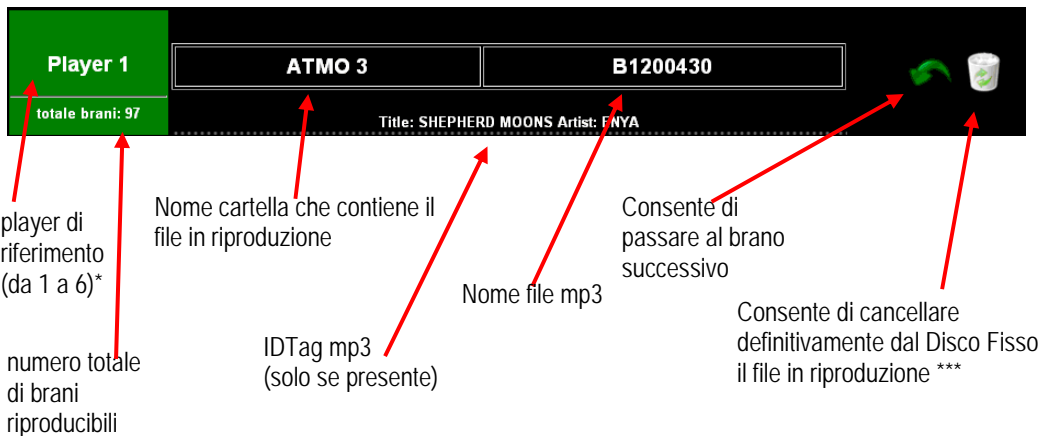 Player 1
ATMO 3
B1200430
totale brani: 97
Title: SHEPHERD MOONS Artist: ENYA
player di
riferimento
(da 1 a 6)*
Nome cartella che contiene il
file in riproduzione
Consente di
passare al brano
successivo
Nome file mp3
Consente di cancellare
definitivamente dal Disco Fisso
il file in riproduzione ***
IDTag mp3
(solo se presente)
numero totale
di brani
riproducibili